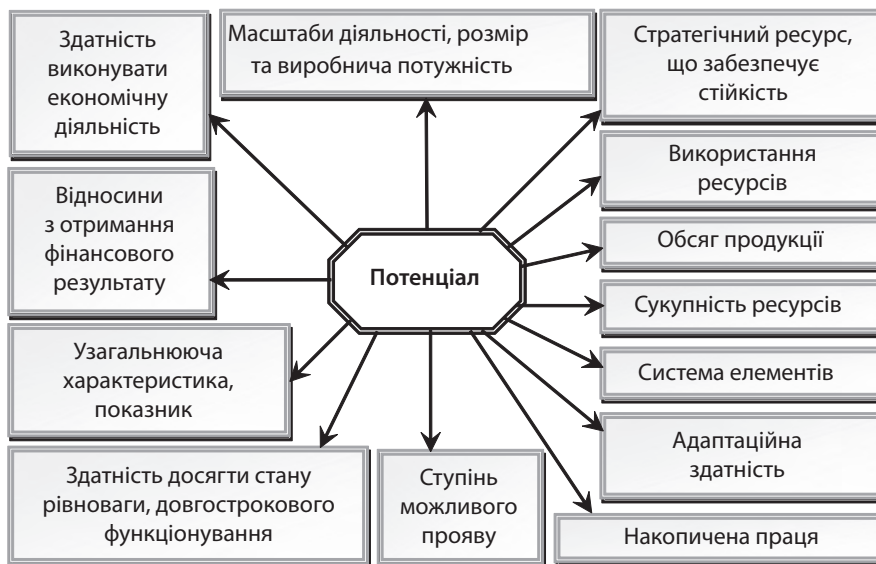 Здатність
виконувати
економічну
діяльність
Масштаби діяльності, розмір
та виробнича потужність
Стратегічний ресурс,
що забезпечує
стійкість
Використання
ресурсів
Відносини
з отримання
фінансового
результату
Обсяг продукції
Потенціал
Сукупність ресурсів
Узагальнююча
характеристика,
показник
Система елементів
Адаптаційна
здатність
Здатність досягти стану
рівноваги, довгострокового
функціонування
Ступінь
можливого
прояву
Накопичена праця